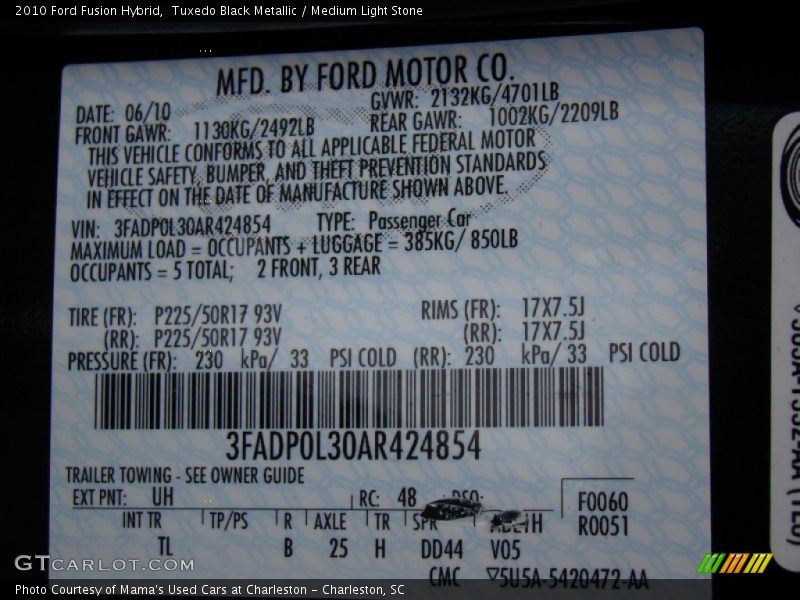 2010 Ford Fusion Hybrid,  Tuxedo Black Metallic / Medium Light Stone
MFD. BY FORD MOTOR CO.
DATE: 06/10 GVWR: 2132KG/4701LB
FRONT GAWR: 1130KG/2492LB REAR GAWR: 1002KG/2209LB
THIS VEHICLE CONFORMS TO ALL APPLICABLE FEDERAL MOTOR
VEHICLE SAFETY, BUMPER, AND THEFT PREVENTION STANDARDS
IN EFFECT ON THE DATE OF MANUFACTURE SHOWN ABOVE.
VIN: 3FADP0L30AR424854 TYPE: Passenger Car
MAXIMUM LOAD = OCCUPANTS + LUGGAGE = 385KG/ 850LB
OCCUPANTS = 5 TOTAL; 2 FRONT, 3 REAR
TIRE (FR): P225/50R17 93V RIMS (FR): 17X7.5J
(RR): P225/50R17 93V (RR): 17X7.5J
PRESSURE (FR): 230 kPa/ 33 PSI COLD (RR): 230 kPa/ 33 PSI COLD
3FADP0L30AR424854
TRAILER TOWING - SEE OWNER GUIDE
EXT PNT: UH RC: 48 DSO: F0060
INT TR TP/PS R AXLE TR SPR R0051
TL B 25 H DD44 V05
CMC ▽5U5A-5420472-AA
GTCARLOT.COM
Photo Courtesy of Mama's Used Cars at Charleston - Charleston, SC